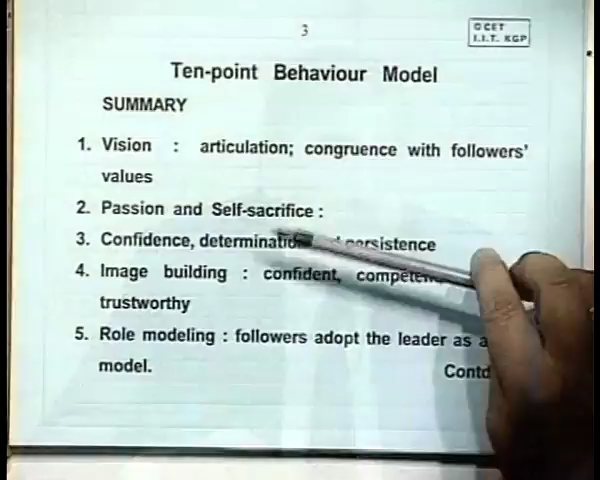 3
© CET
I.I.T. KGP
Ten-point Behaviour Model
SUMMARY
1. Vision : articulation; congruence with followers'
values
2. Passion and Self-sacrifice :
3. Confidence, determination persistence
4. Image building : confident,
trustworthy
5. Role modeling : followers adopt the leader as a
model.
Contd